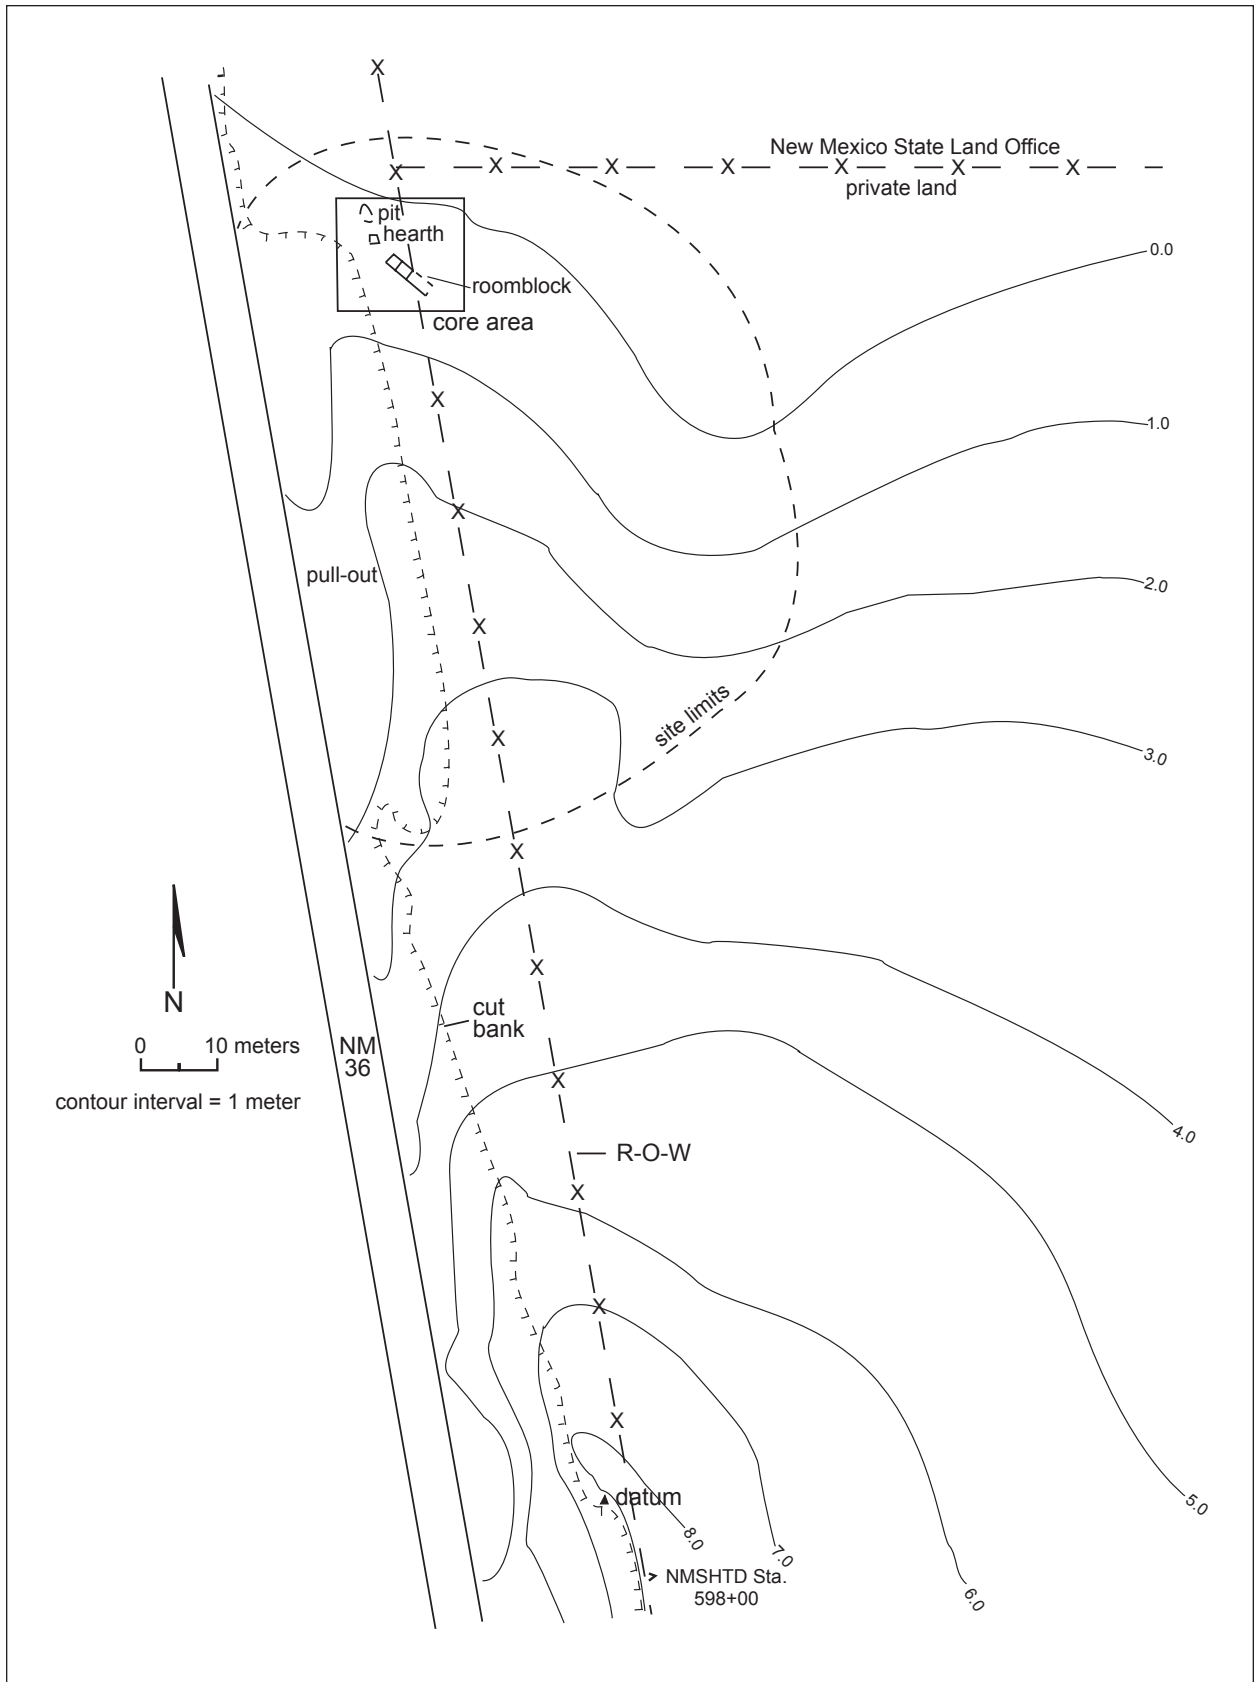 X
New Mexico State Land Office
X X X X X X X
private land
pit
hearth
0.0
roomblock
core area
X
1.0
X
pull-out
2.0
X
site limits
X
3.0
X
N
X
cut
bank
0 10 meters
NM
36
X
contour interval = 1 meter
4.0
R-O-W
X
X
X
datum
5.0
8.0
7.0
NMSHTD Sta.
598+00
6.0